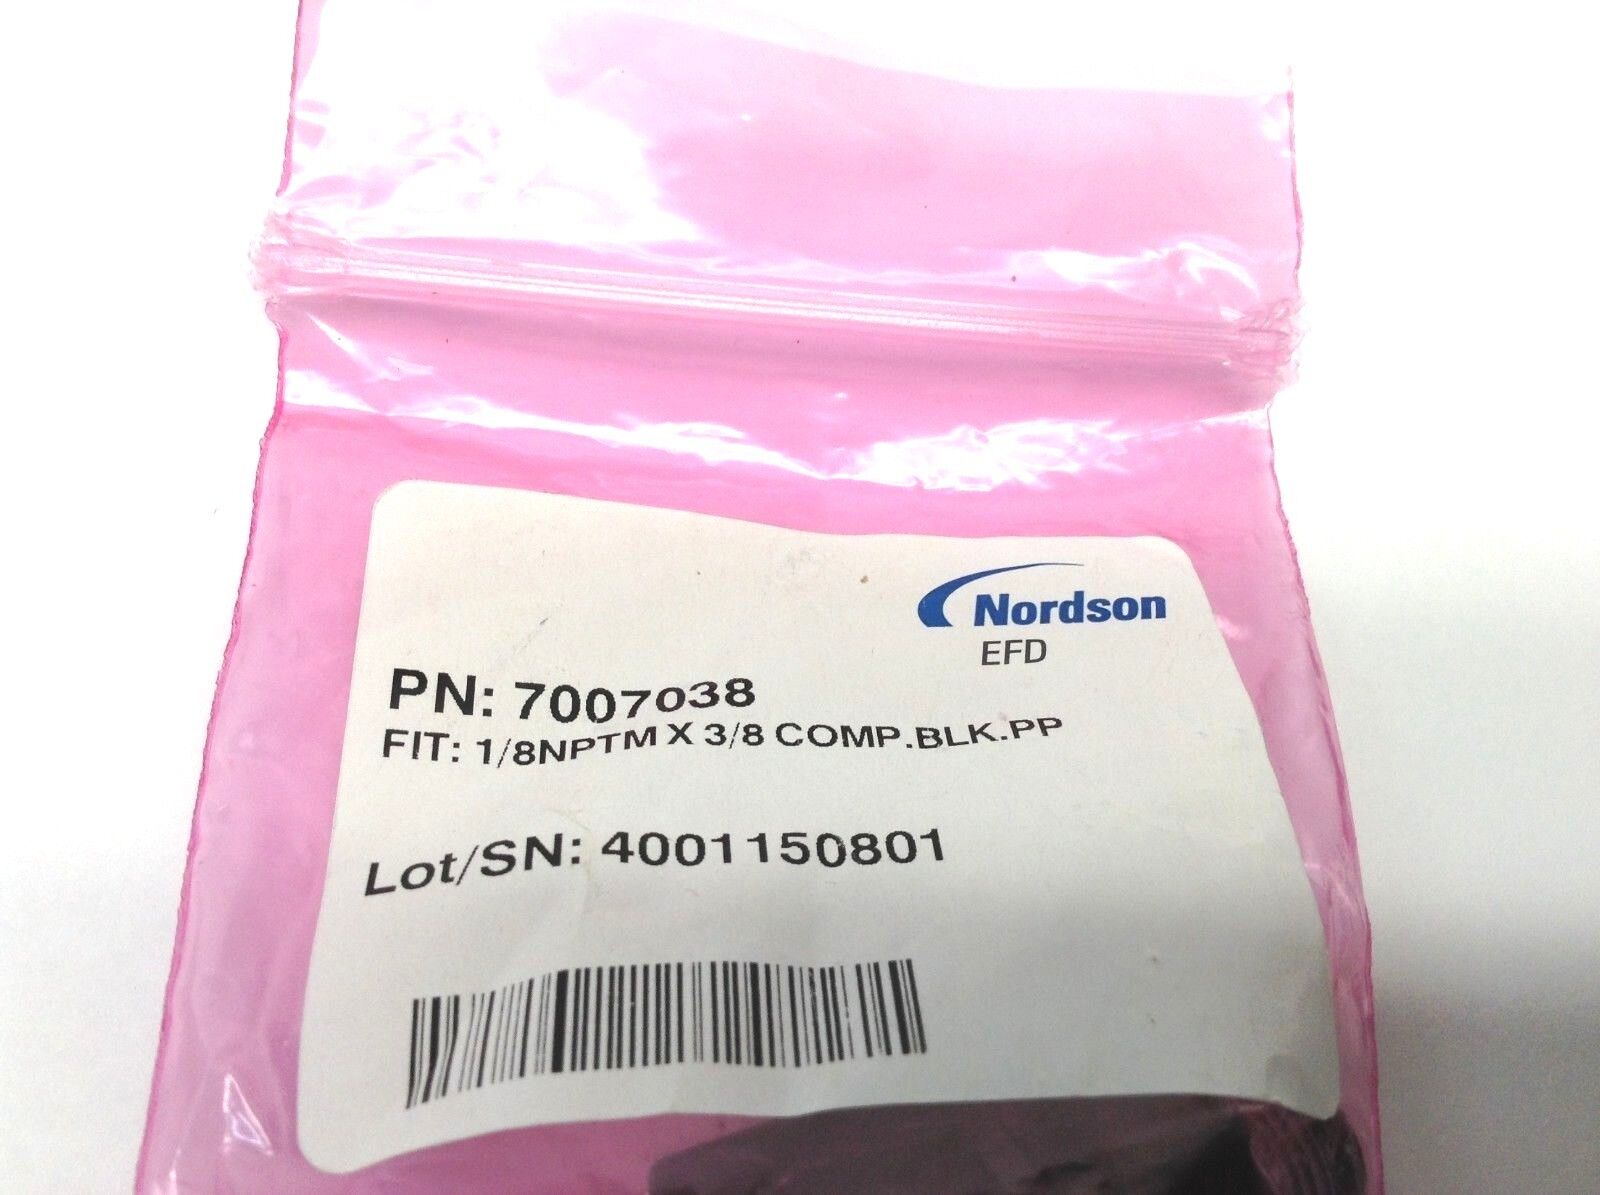 Nordson
EFD
PN: 7007038
FIT: 1/8NPTM X 3/8 COMP.BLK.PP
Lot/SN: 4001150801